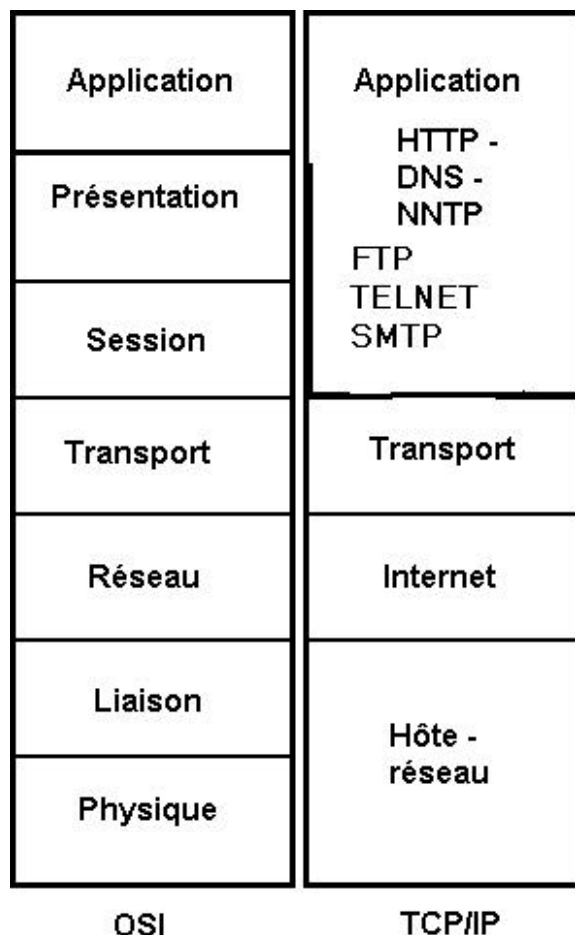 Application
Présentation
Session
Transport
Réseau
Liaison
Physique
OSI
Application
HTTP -
DNS -
NNTP
FTP
TELNET
SMTP
Transport
Internet
Hôte -
réseau
TCP/IP